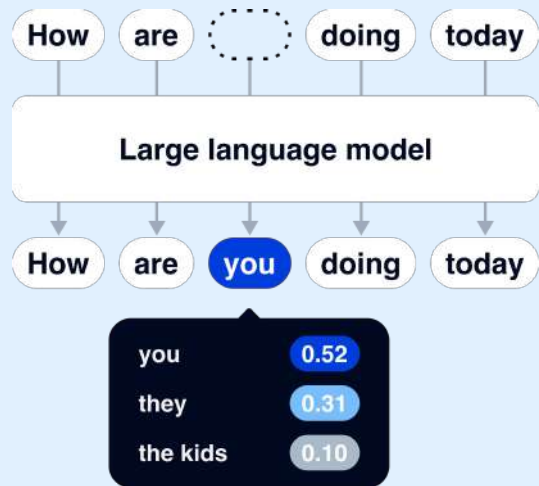 How are doing today
Large language model
How are you doing today
you 0.52
they 0.31
the kids 0.10